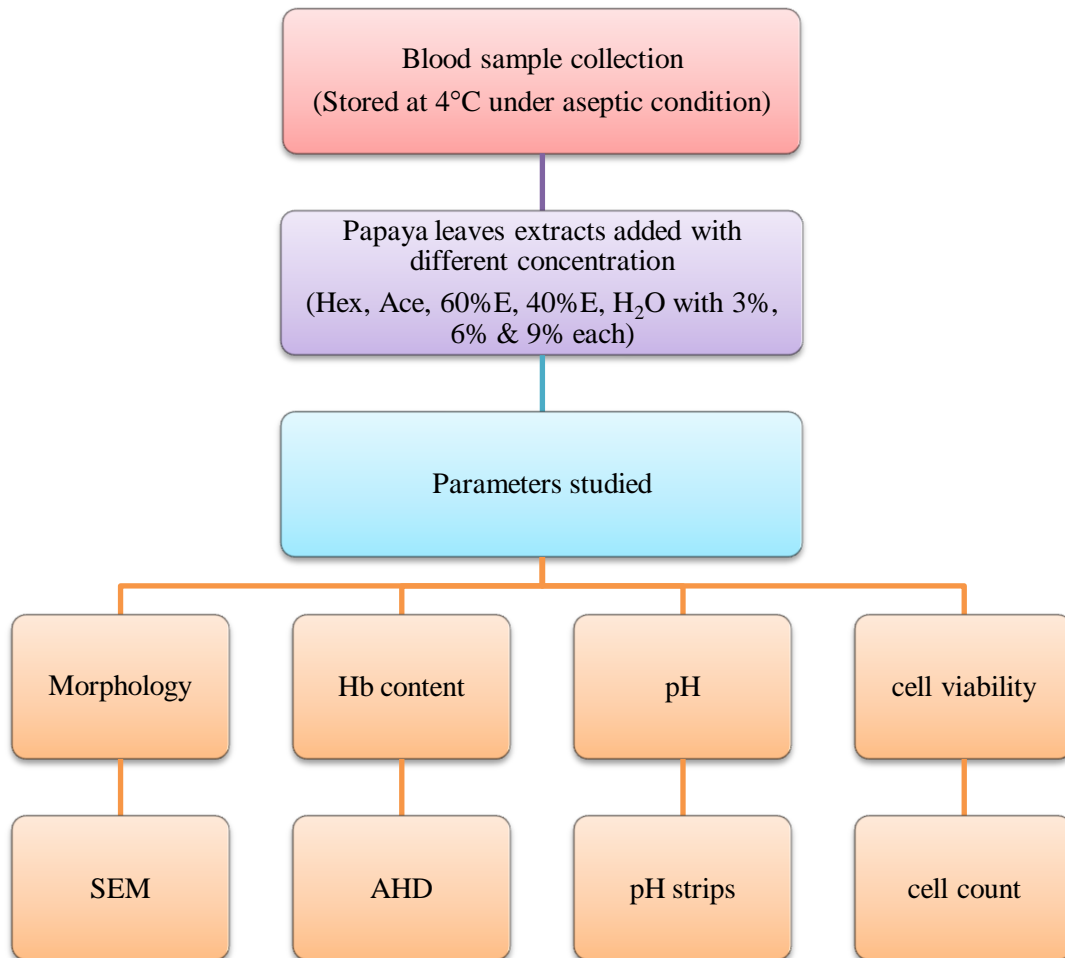 Blood sample collection
(Stored at 4°C under aseptic condition)
Papaya leaves extracts added with
different concentration
(Hex, Ace, 60%E, 40%E, H₂O with 3%,
6% & 9% each)
Parameters studied
Morphology
Hb content
pH
cell viability
SEM
AHD
pH strips
cell count